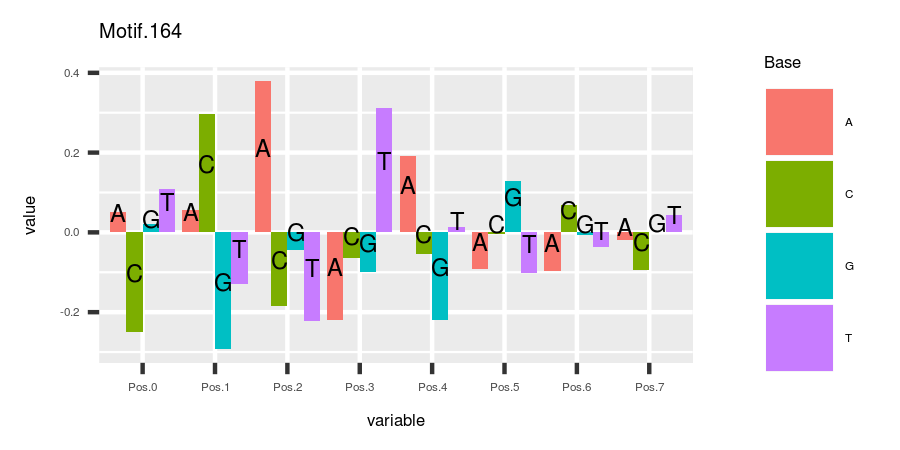 Motif.164
Base
0.4
0.2
0.0
-0.2
value
A C G T A C G T A C G T A C G T A C G T A C G T A C G T A C G T
Pos.0 Pos.1 Pos.2 Pos.3 Pos.4 Pos.5 Pos.6 Pos.7
variable
A
C
G
T